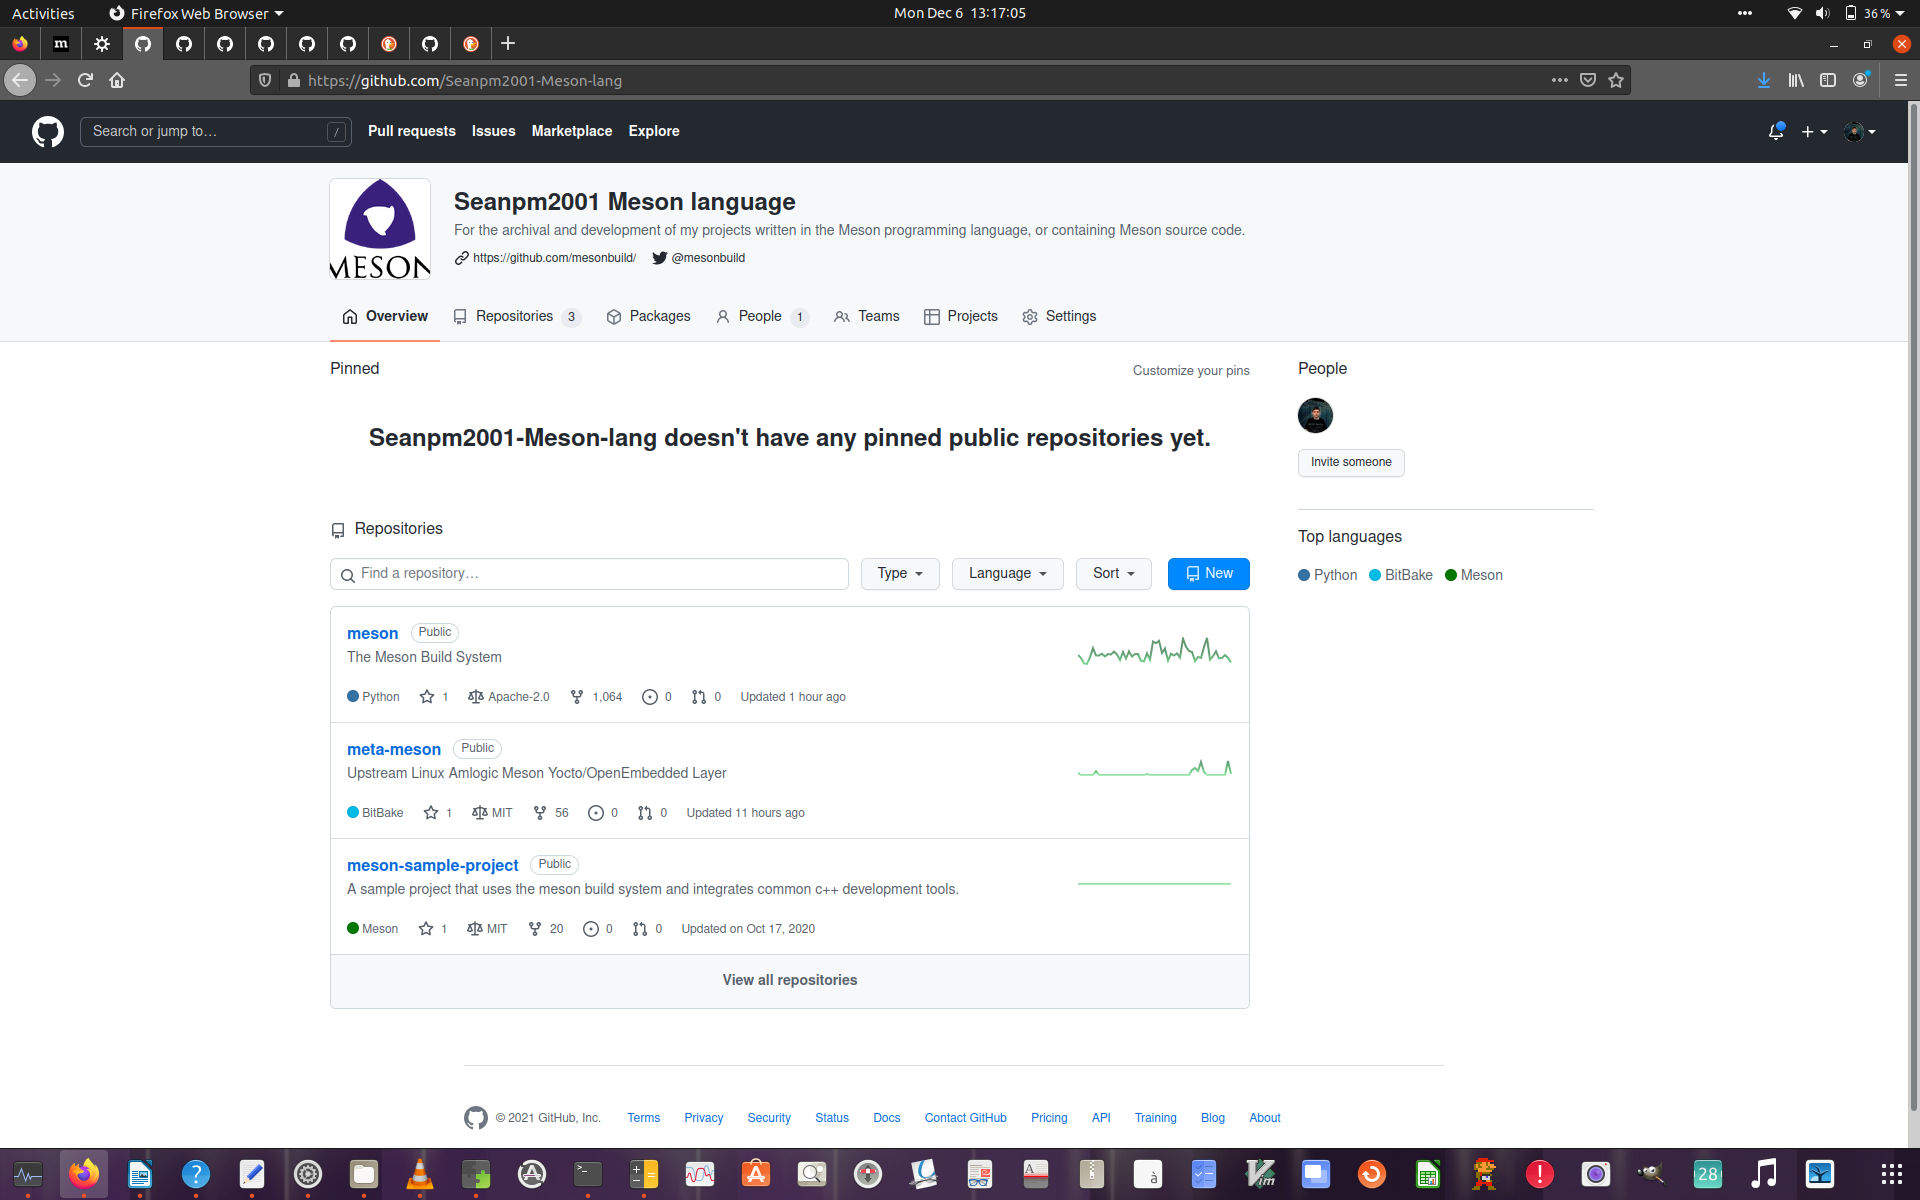 Activities Firefox Web Browser Mon Dec 6 13:17:05 36 %
m
https://github.com/Seanpm2001-Meson-lang
Search or jump to… / Pull requests Issues Marketplace Explore
MESON
Seanpm2001 Meson language
For the archival and development of my projects written in the Meson programming language, or containing Meson source code.
https://github.com/mesonbuild/ @mesonbuild
Overview Repositories 3 Packages People 1 Teams Projects Settings
Pinned Customize your pins
Seanpm2001-Meson-lang doesn't have any pinned public repositories yet.
People
Invite someone
Repositories
Find a repository… Type Language Sort New
Top languages
Python BitBake Meson
meson Public
The Meson Build System
Python 1 Apache-2.0 1,064 0 0 Updated 1 hour ago
meta-meson Public
Upstream Linux Amlogic Meson Yocto/OpenEmbedded Layer
BitBake 1 MIT 56 0 0 Updated 11 hours ago
meson-sample-project Public
A sample project that uses the meson build system and integrates common c++ development tools.
Meson 1 MIT 20 0 0 Updated on Oct 17, 2020
View all repositories
© 2021 GitHub, Inc. Terms Privacy Security Status Docs Contact GitHub Pricing API Training Blog About
28